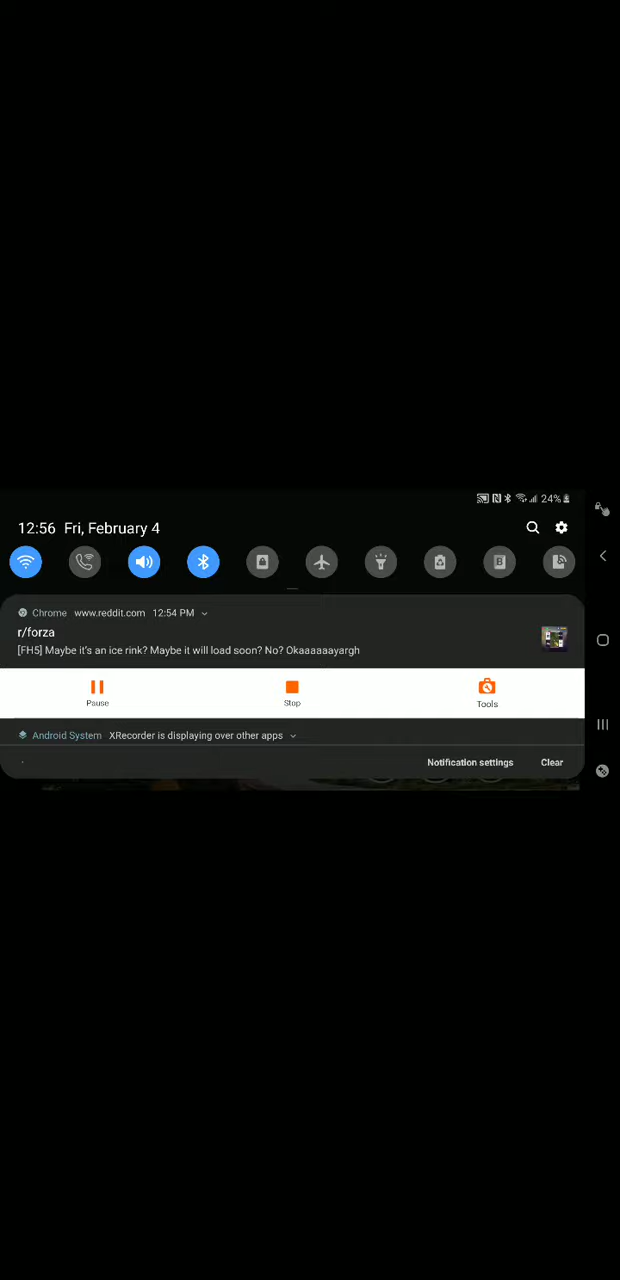 24%
12:56 Fri, February 4
Chrome www.reddit.com 12:54 PM
r/forza
[FH5] Maybe it's an ice rink? Maybe it will load soon? No? Okaaaaaayargh
Pause Stop Tools
Android System XRecorder is displaying over other apps
Notification settings Clear